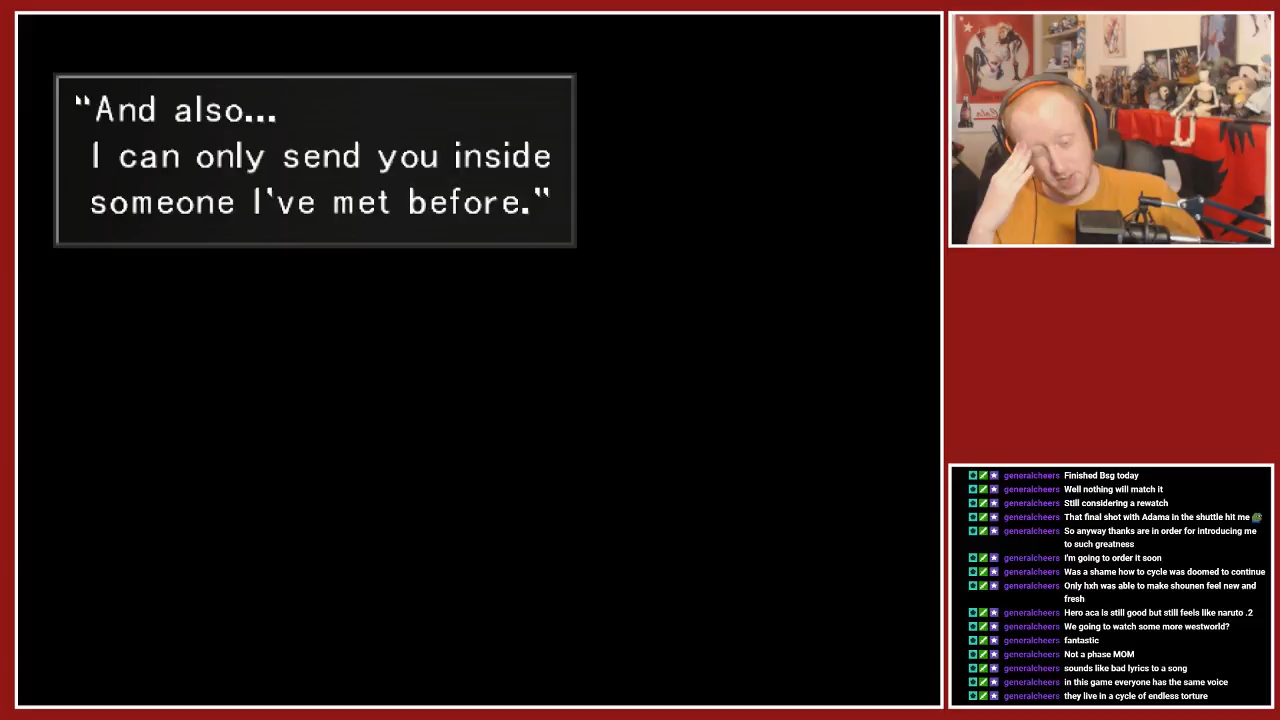 “And also...
I can only send you inside
someone I've met before.”
Cola
generalcheers Finished Bsg today
generalcheers Well nothing will match it
generalcheers Still considering a rewatch
generalcheers That final shot with Adama in the shuttle hit me
generalcheers So anyway thanks are in order for introducing me
to such greatness
generalcheers I'm going to order it soon
generalcheers Was a shame how to cycle was doomed to continue
generalcheers Only hxh was able to make shounen feel new and
fresh
generalcheers Hero aca is still good but still feels like naruto .2
generalcheers We going to watch some more westworld?
generalcheers fantastic
generalcheers Not a phase MOM
generalcheers sounds like bad lyrics to a song
generalcheers in this game everyone has the same voice
generalcheers they live in a cycle of endless torture